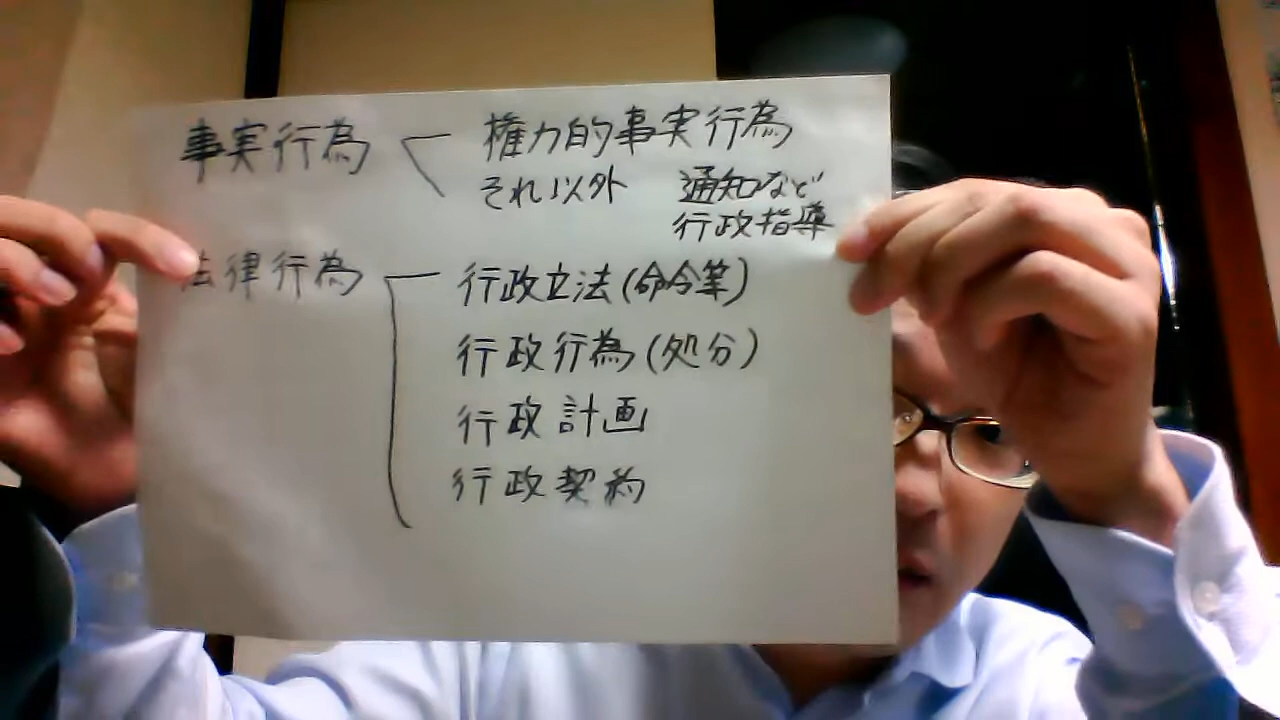 事実行為 権力的事実行為
それ以外 通知など
行政指導
法律行為 行政立法(命令等)
行政行為(処分)
行政計画
行政契約